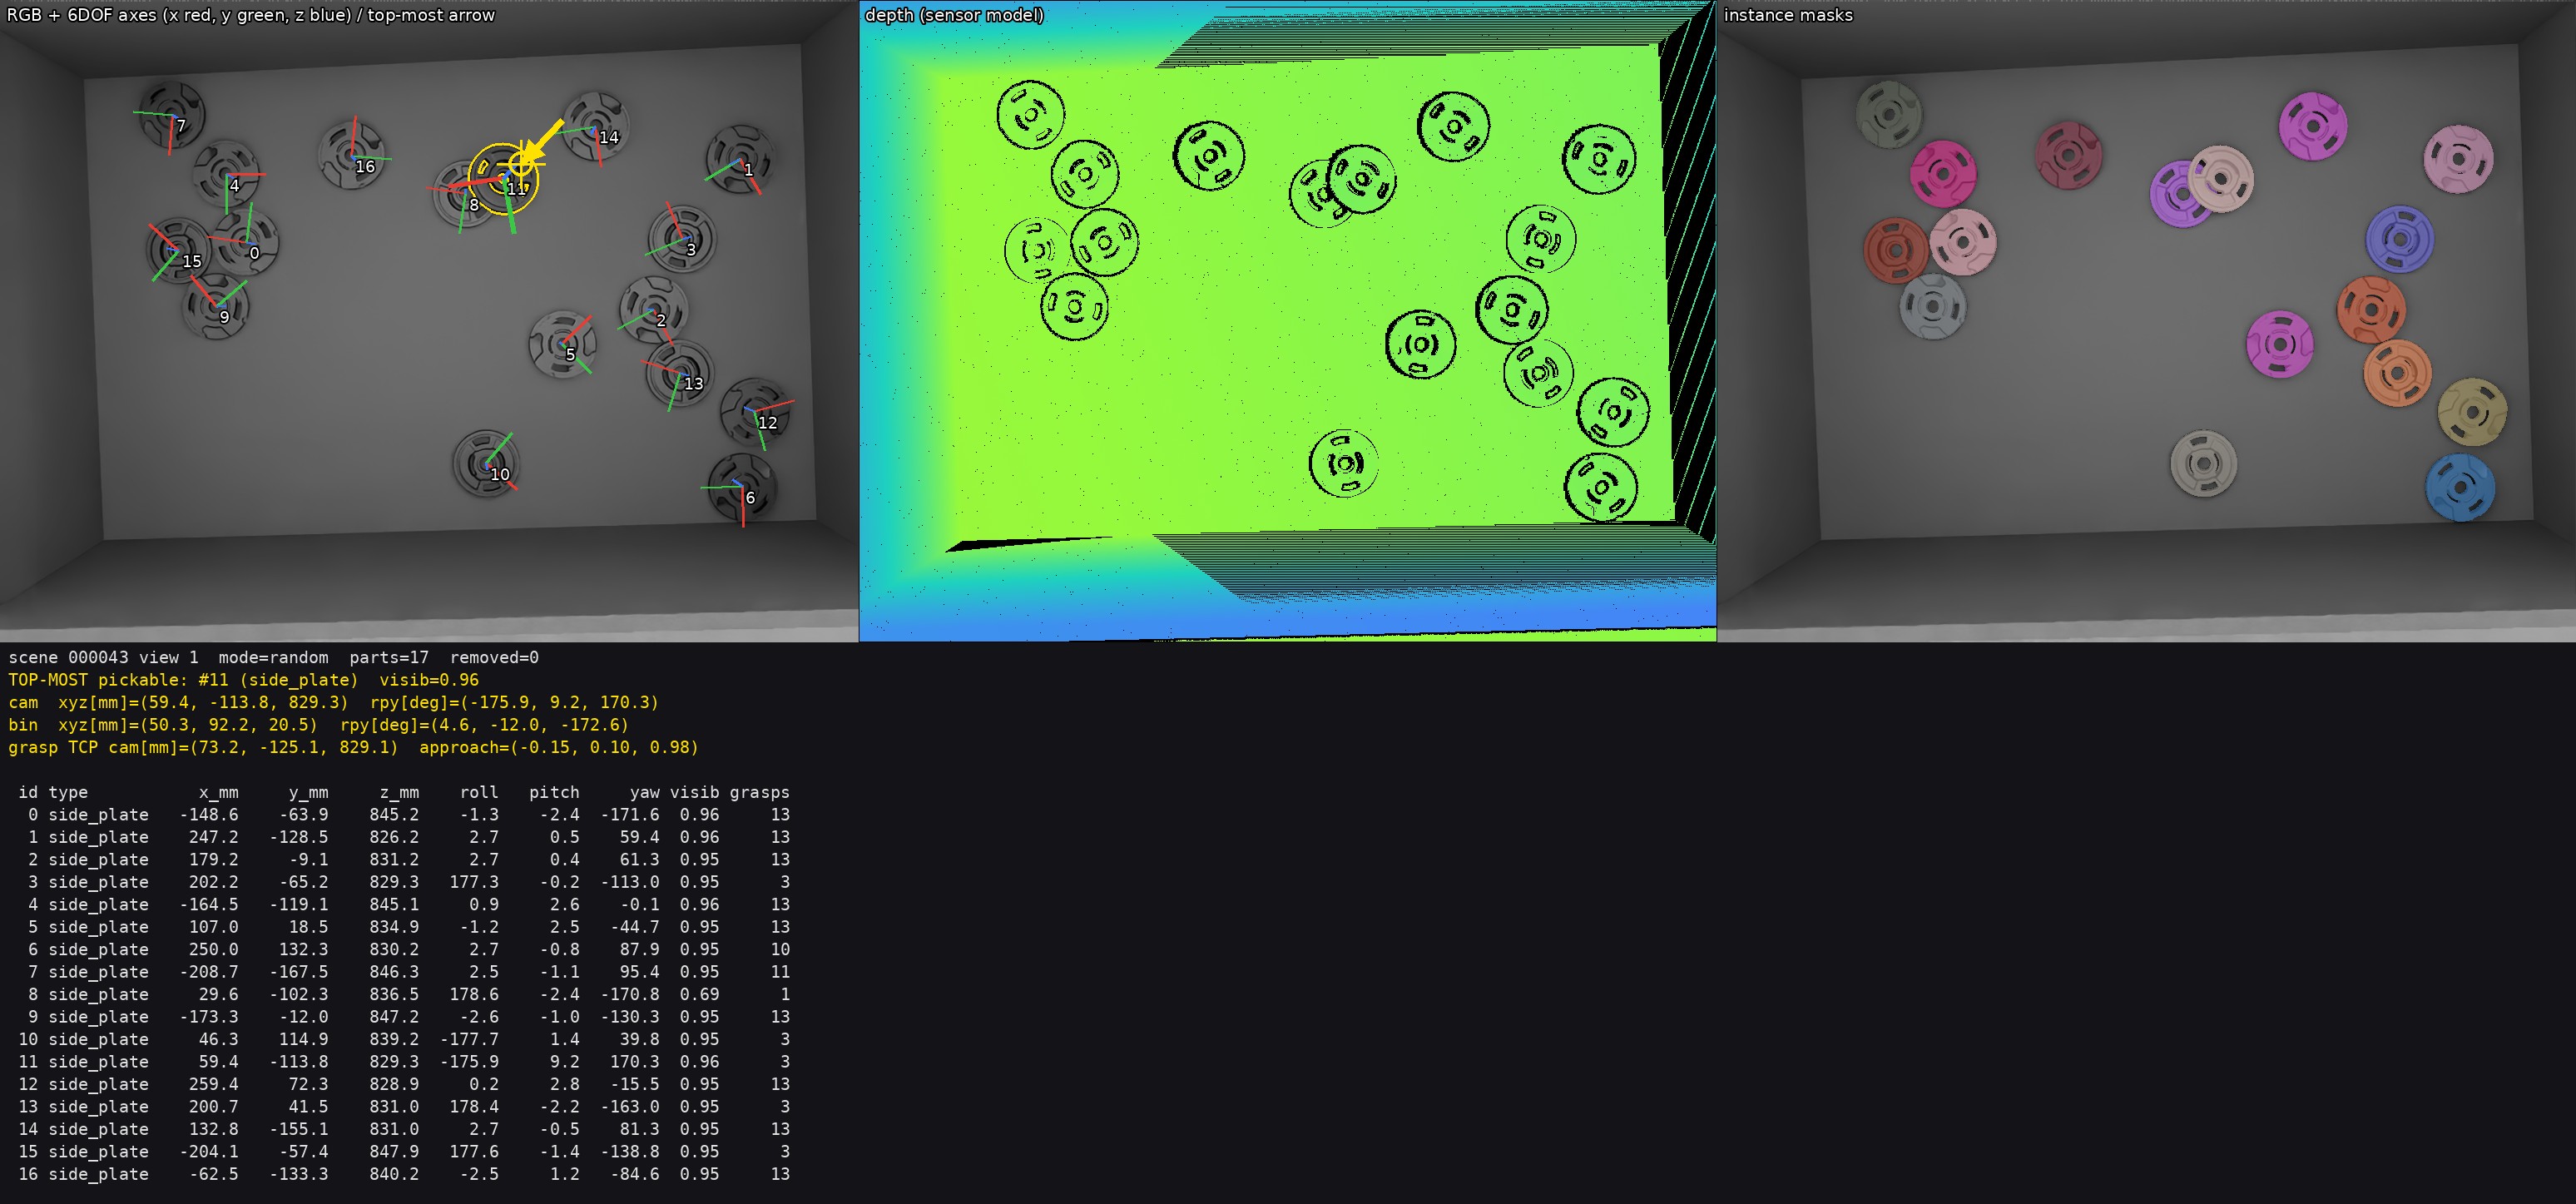 RGB + 6DOF axes (x red, y green, z blue) / top-most arrow
depth (sensor model)
instance masks
7
14
16
1
4
11
8
3
0
15
9
2
5
13
12
10
6
scene 000043 view 1  mode=random  parts=17  removed=0
TOP-MOST pickable: #11 (side_plate)  visib=0.96
cam  xyz[mm]=(59.4, -113.8, 829.3)  rpy[deg]=(-175.9, 9.2, 170.3)
bin  xyz[mm]=(50.3, 92.2, 20.5)  rpy[deg]=(4.6, -12.0, -172.6)
grasp TCP cam[mm]=(73.2, -125.1, 829.1)  approach=(-0.15, 0.10, 0.98)
id type x_mm y_mm z_mm roll pitch yaw visib grasps
0 side_plate -148.6 -63.9 845.2 -1.3 -2.4 -171.6 0.96 13
1 side_plate 247.2 -128.5 826.2 2.7 0.5 59.4 0.96 13
2 side_plate 179.2 -9.1 831.2 2.7 0.4 61.3 0.95 13
3 side_plate 202.2 -65.2 829.3 177.3 -0.2 -113.0 0.95 3
4 side_plate -164.5 -119.1 845.1 0.9 2.6 -0.1 0.96 13
5 side_plate 107.0 18.5 834.9 -1.2 2.5 -44.7 0.95 13
6 side_plate 250.0 132.3 830.2 2.7 -0.8 87.9 0.95 10
7 side_plate -208.7 -167.5 846.3 2.5 -1.1 95.4 0.95 11
8 side_plate 29.6 -102.3 836.5 178.6 -2.4 -170.8 0.69 1
9 side_plate -173.3 -12.0 847.2 -2.6 -1.0 -130.3 0.95 13
10 side_plate 46.3 114.9 839.2 -177.7 1.4 39.8 0.95 3
11 side_plate 59.4 -113.8 829.3 -175.9 9.2 170.3 0.96 3
12 side_plate 259.4 72.3 828.9 0.2 2.8 -15.5 0.95 13
13 side_plate 200.7 41.5 831.0 178.4 -2.2 -163.0 0.95 3
14 side_plate 132.8 -155.1 831.0 2.7 -0.5 81.3 0.95 13
15 side_plate -204.1 -57.4 847.9 177.6 -1.4 -138.8 0.95 3
16 side_plate -62.5 -133.3 840.2 -2.5 1.2 -84.6 0.95 13